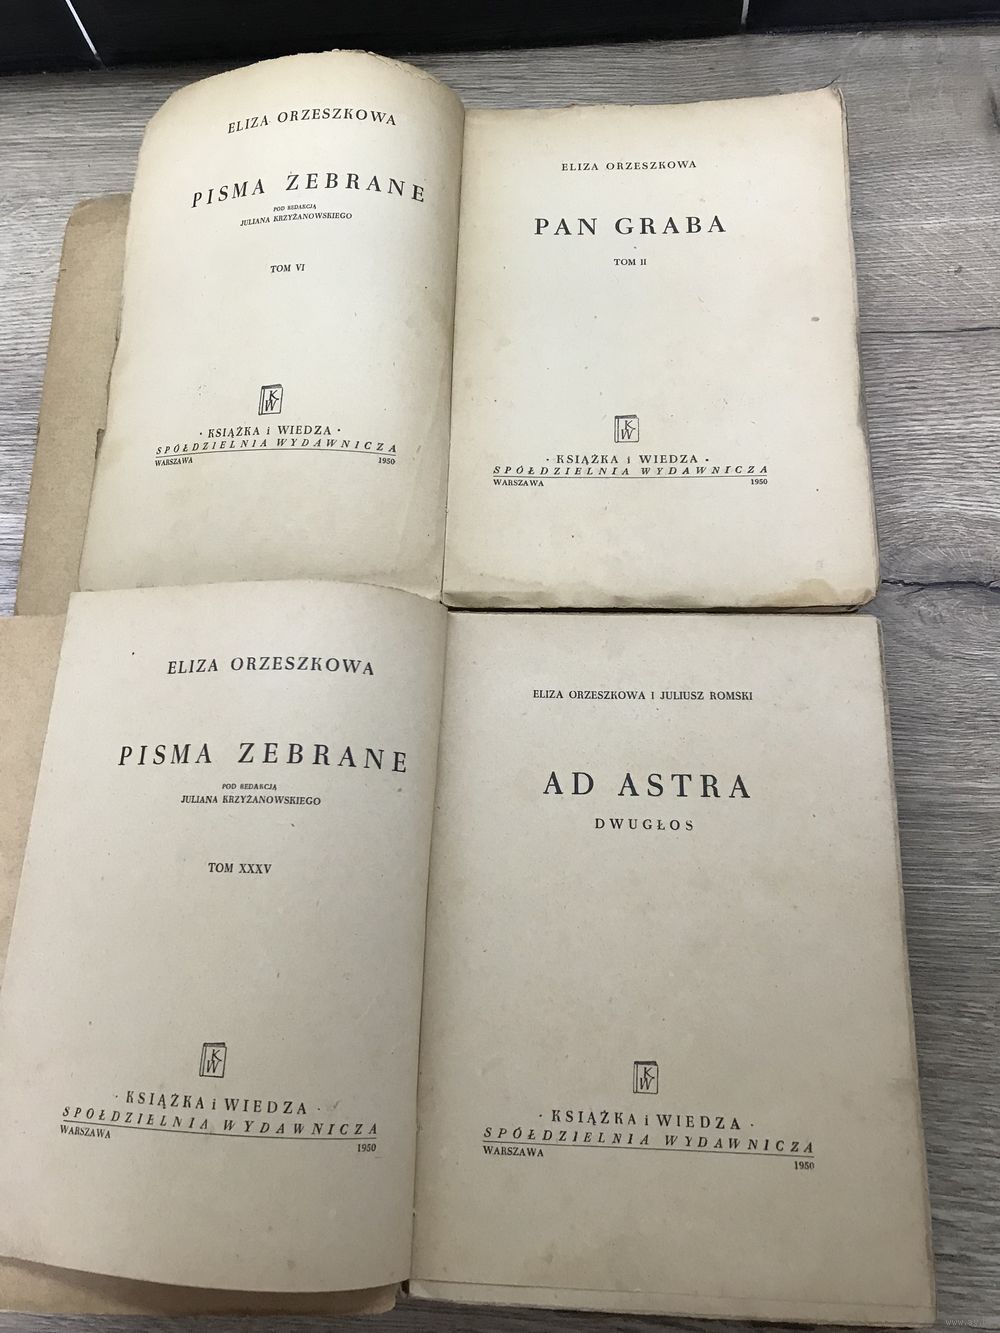 ELIZA ORZESZKOWA
PISMA ZEBRANE
POD REDAKCJĄ
JULIANA KRZYŻANOWSKIEGO
TOM VI
KW
· KSIĄŻKA i WIEDZA ·
SPÓŁDZIELNIA WYDAWNICZA
WARSZAWA 1950
ELIZA ORZESZKOWA
PAN GRABA
TOM II
KW
· KSIĄŻKA i WIEDZA ·
SPÓŁDZIELNIA WYDAWNICZA
WARSZAWA 1950
ELIZA ORZESZKOWA
PISMA ZEBRANE
POD REDAKCJĄ
JULIANA KRZYŻANOWSKIEGO
TOM XXXV
KW
· KSIĄŻKA i WIEDZA ·
SPÓŁDZIELNIA WYDAWNICZA
WARSZAWA 1950
ELIZA ORZESZKOWA I JULIUSZ ROMSKI
AD ASTRA
DWUGŁOS
KW
· KSIĄŻKA i WIEDZA ·
SPÓŁDZIELNIA WYDAWNICZA
WARSZAWA 1950